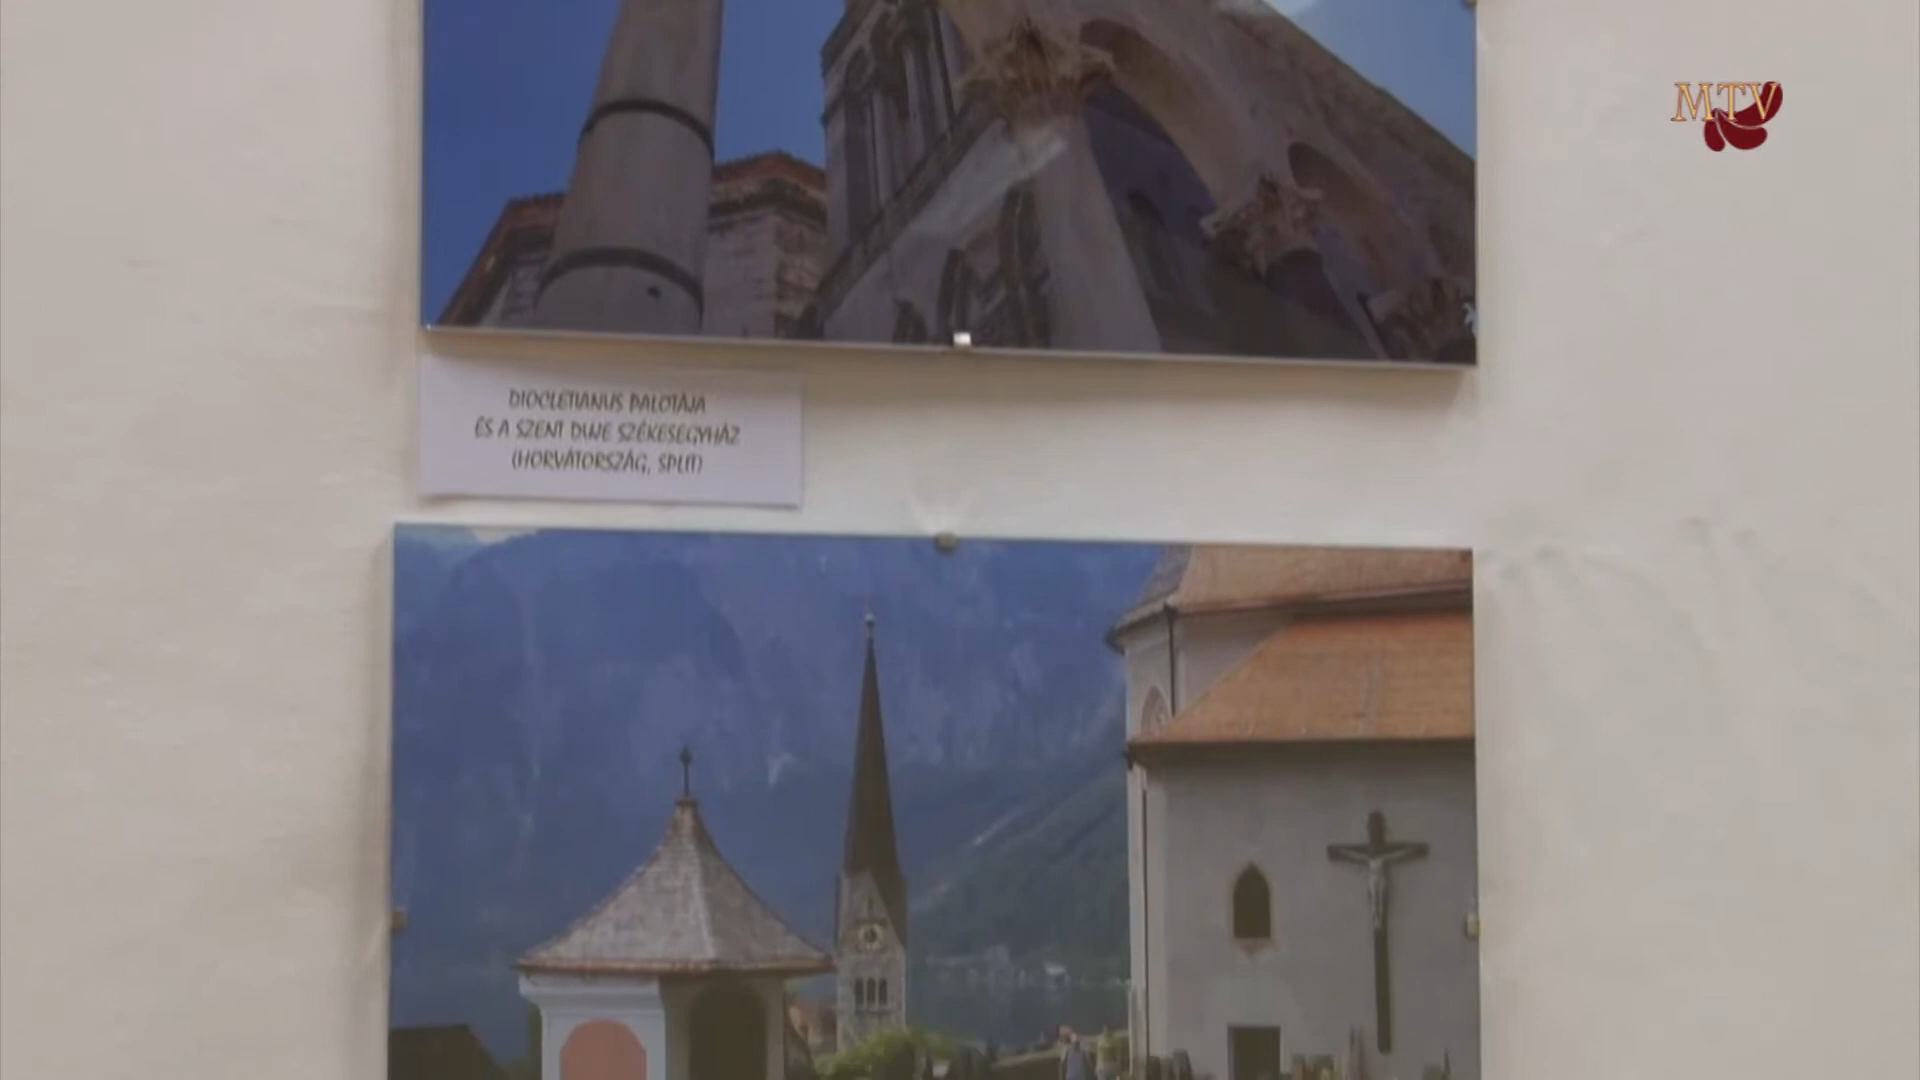 MTV
DIOCLETIANUS PALOTÁJA
ÉS A SZENT DUJE SZÉKESEGYHÁZ
(HORVÁTORSZÁG, SPLIT)